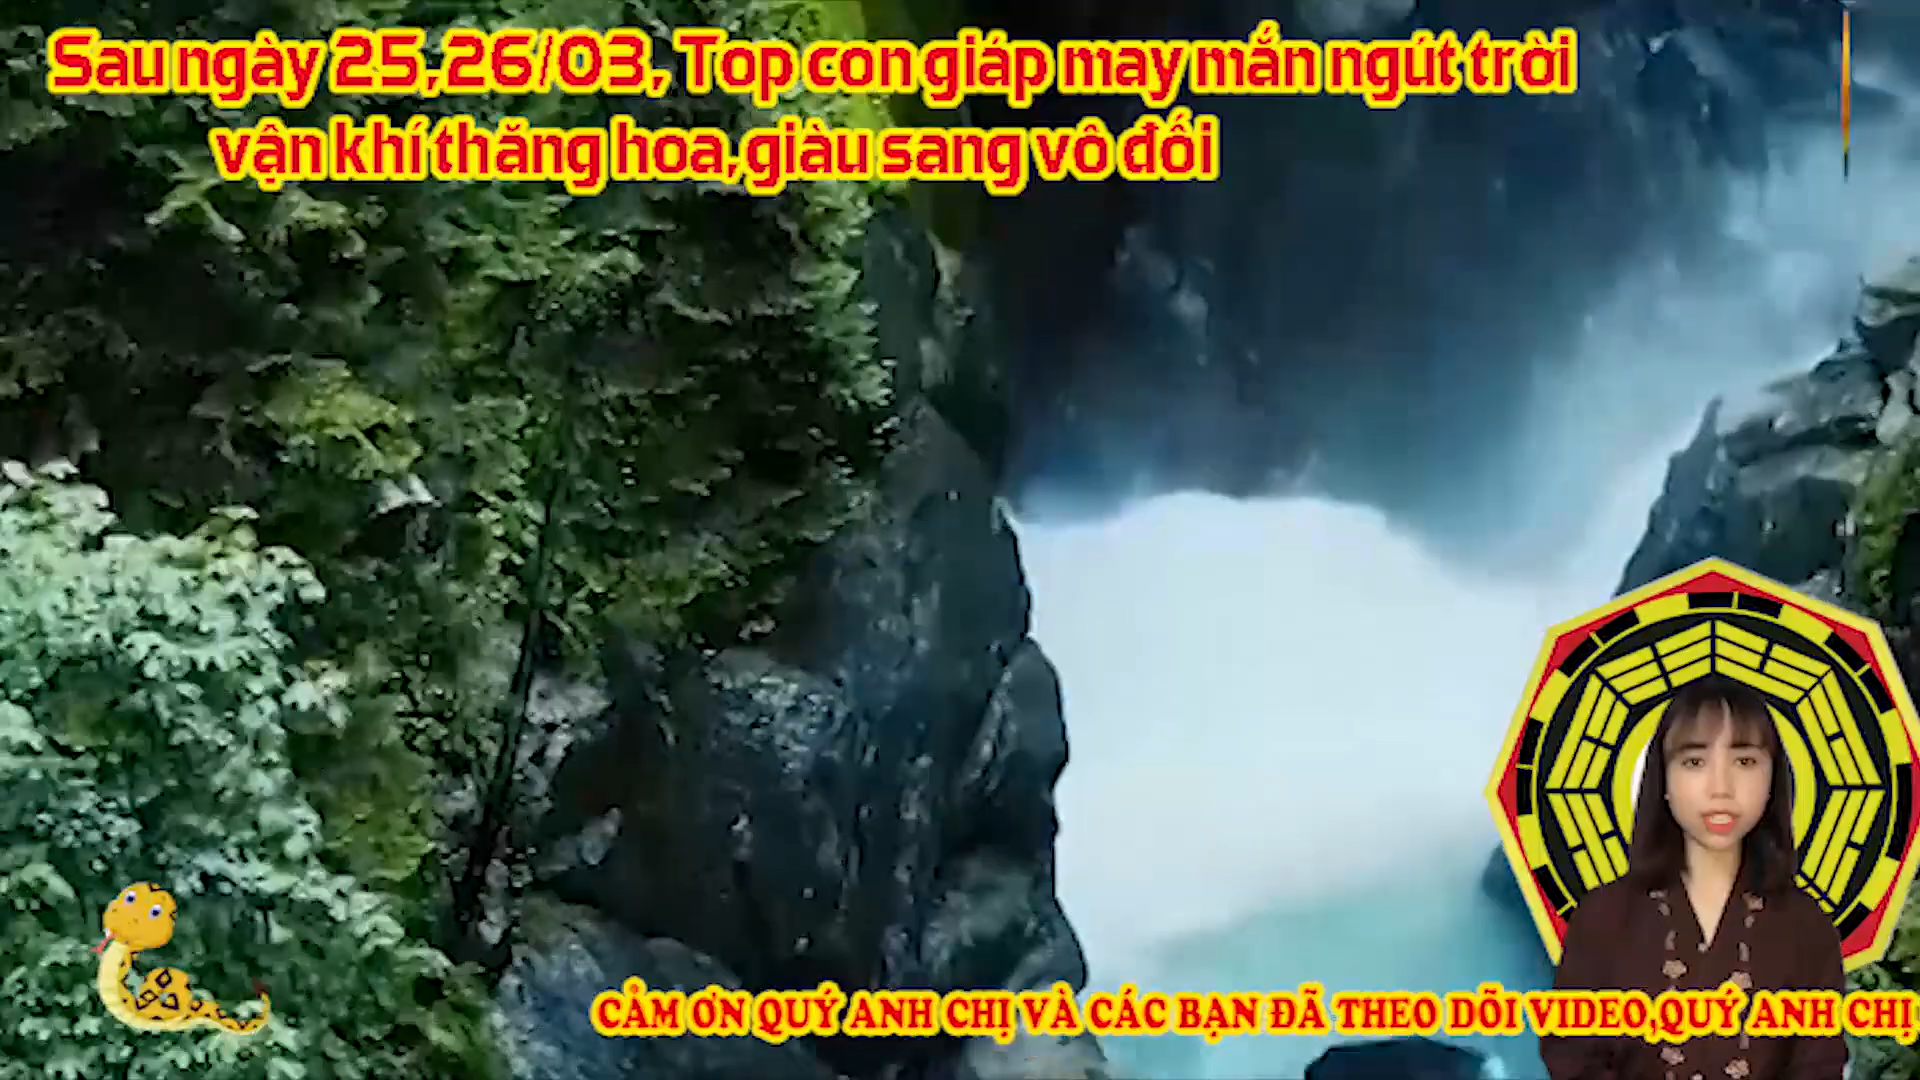 Sau ngày 25,26/03, Top con giáp may mắn ngút trời
vận khí thăng hoa,giàu sang vô đối
CẢM ƠN QUÝ ANH CHỊ VÀ CÁC BẠN ĐÃ THEO DÕI VIDEO,QUÝ ANH CHỊ